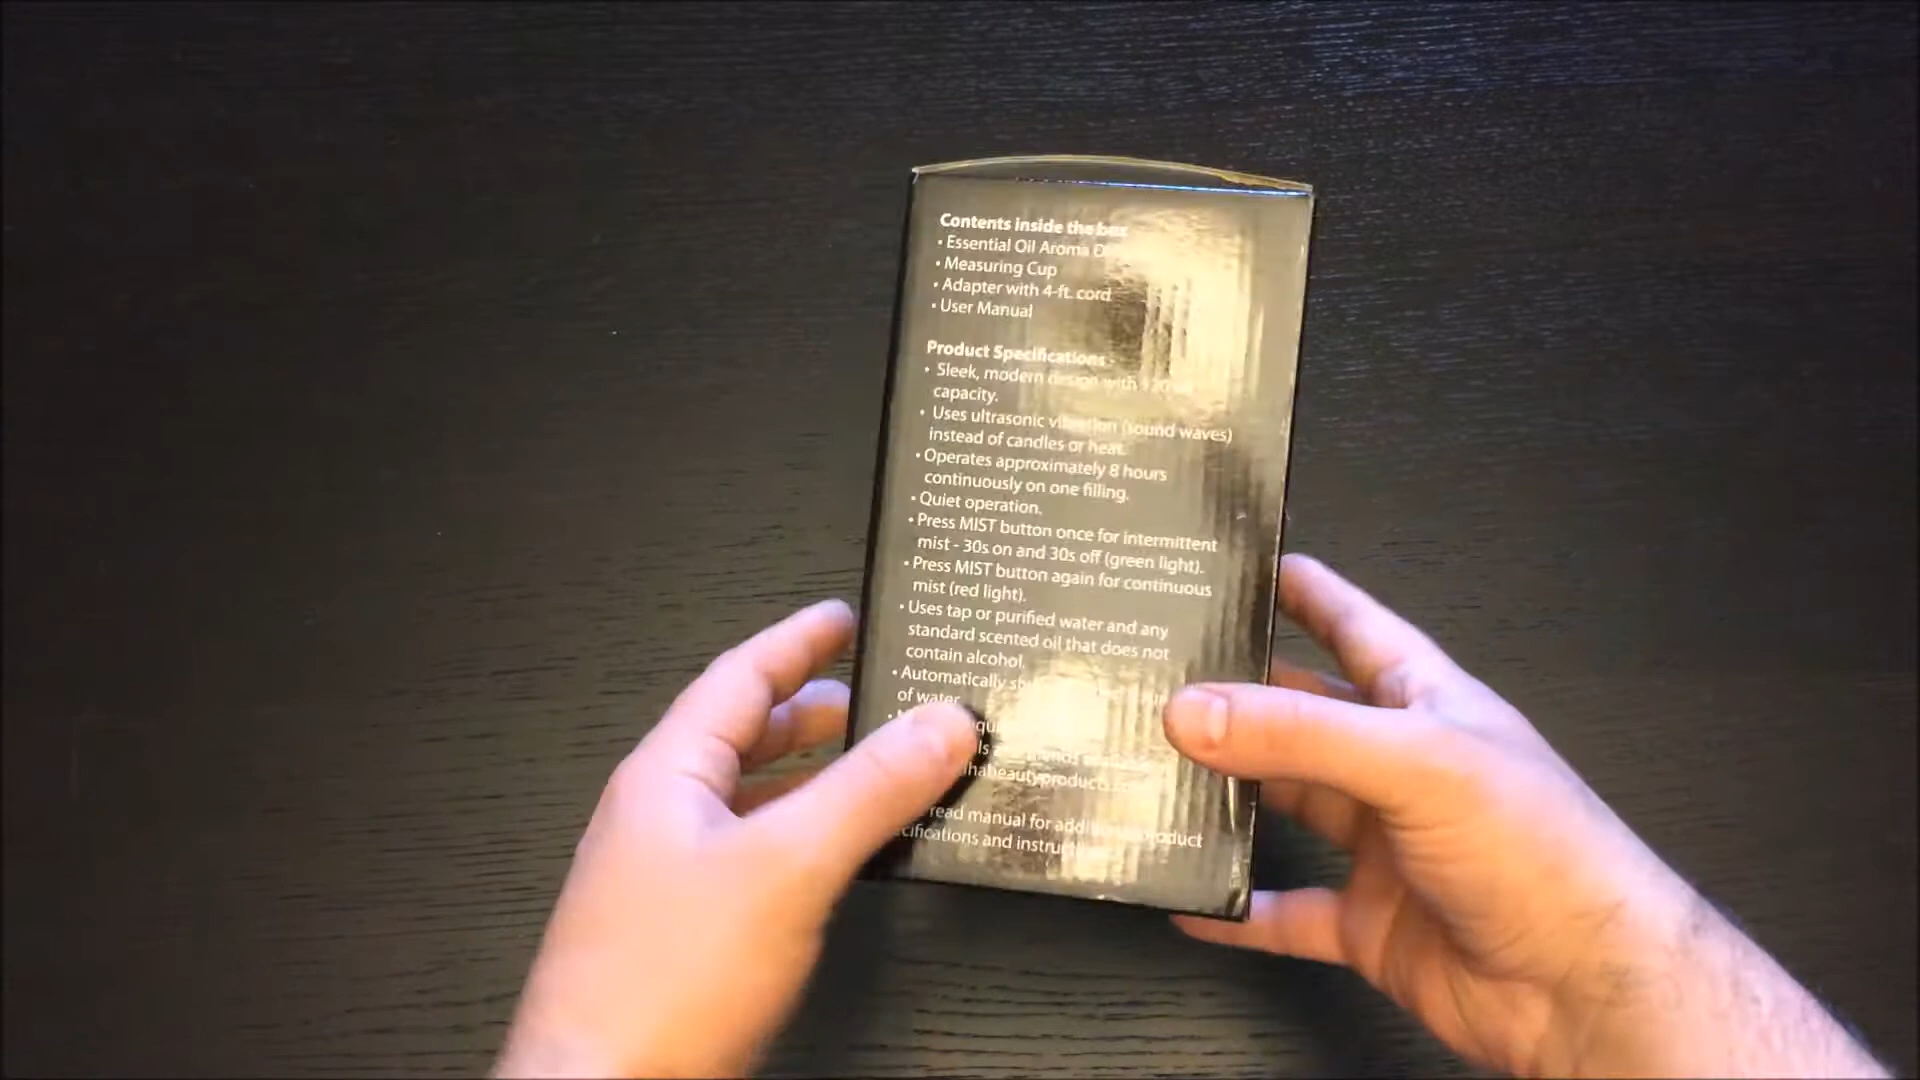 Contents inside the box
• Essential Oil Aroma
• Measuring Cup
• Adapter with 4-ft. cord
• User Manual
Product Specifications
• Sleek, modern design with
capacity.
• Uses ultrasonic vibration (sound waves)
instead of candles or heat.
• Operates approximately 8 hours
continuously on one filling.
• Quiet operation.
• Press MIST button once for intermittent
mist - 30s on and 30s off (green light).
• Press MIST button again for continuous
mist (red light).
• Uses tap or purified water and any
standard scented oil that does not
contain alcohol.
• Automatically
of water
read manual for product
and